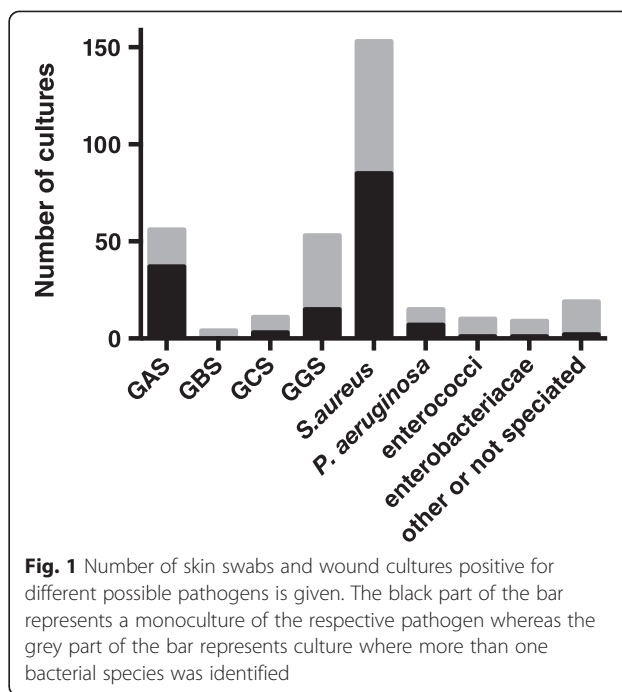 Number of cultures
150
100
50
0
GAS
GBS
GCS
GGS
S.aureus
P. aeruginosa
enterococci
enterobacteriacae
other or not speciated
Fig. 1 Number of skin swabs and wound cultures positive for
different possible pathogens is given. The black part of the bar
represents a monoculture of the respective pathogen whereas the
grey part of the bar represents culture where more than one
bacterial species was identified